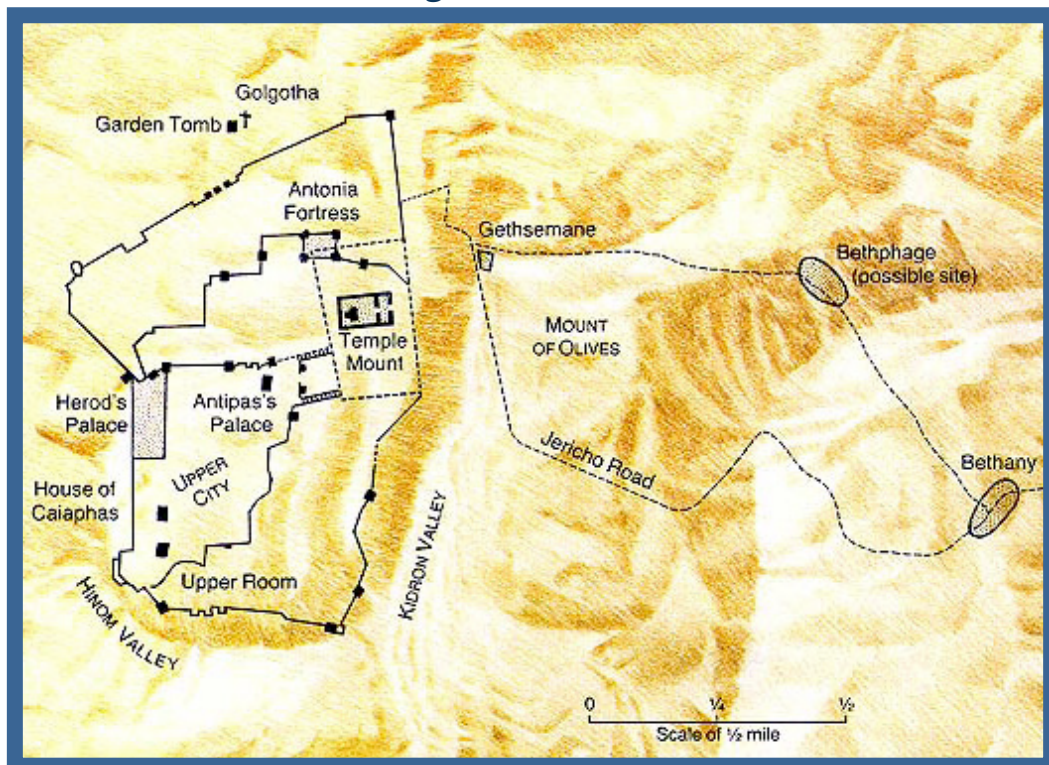 Golgotha
Garden Tomb
Antonia
Fortress
Gethsemane
Bethphage
(possible site)
MOUNT
OF OLIVES
Temple
Mount
Herod's
Palace
Antipas's
Palace
Jericho Road
Bethany
UPPER
CITY
House of
Caiaphas
KIDRON VALLEY
Upper Room
HINOM VALLEY
0 ¼ ½
Scale of ½ mile